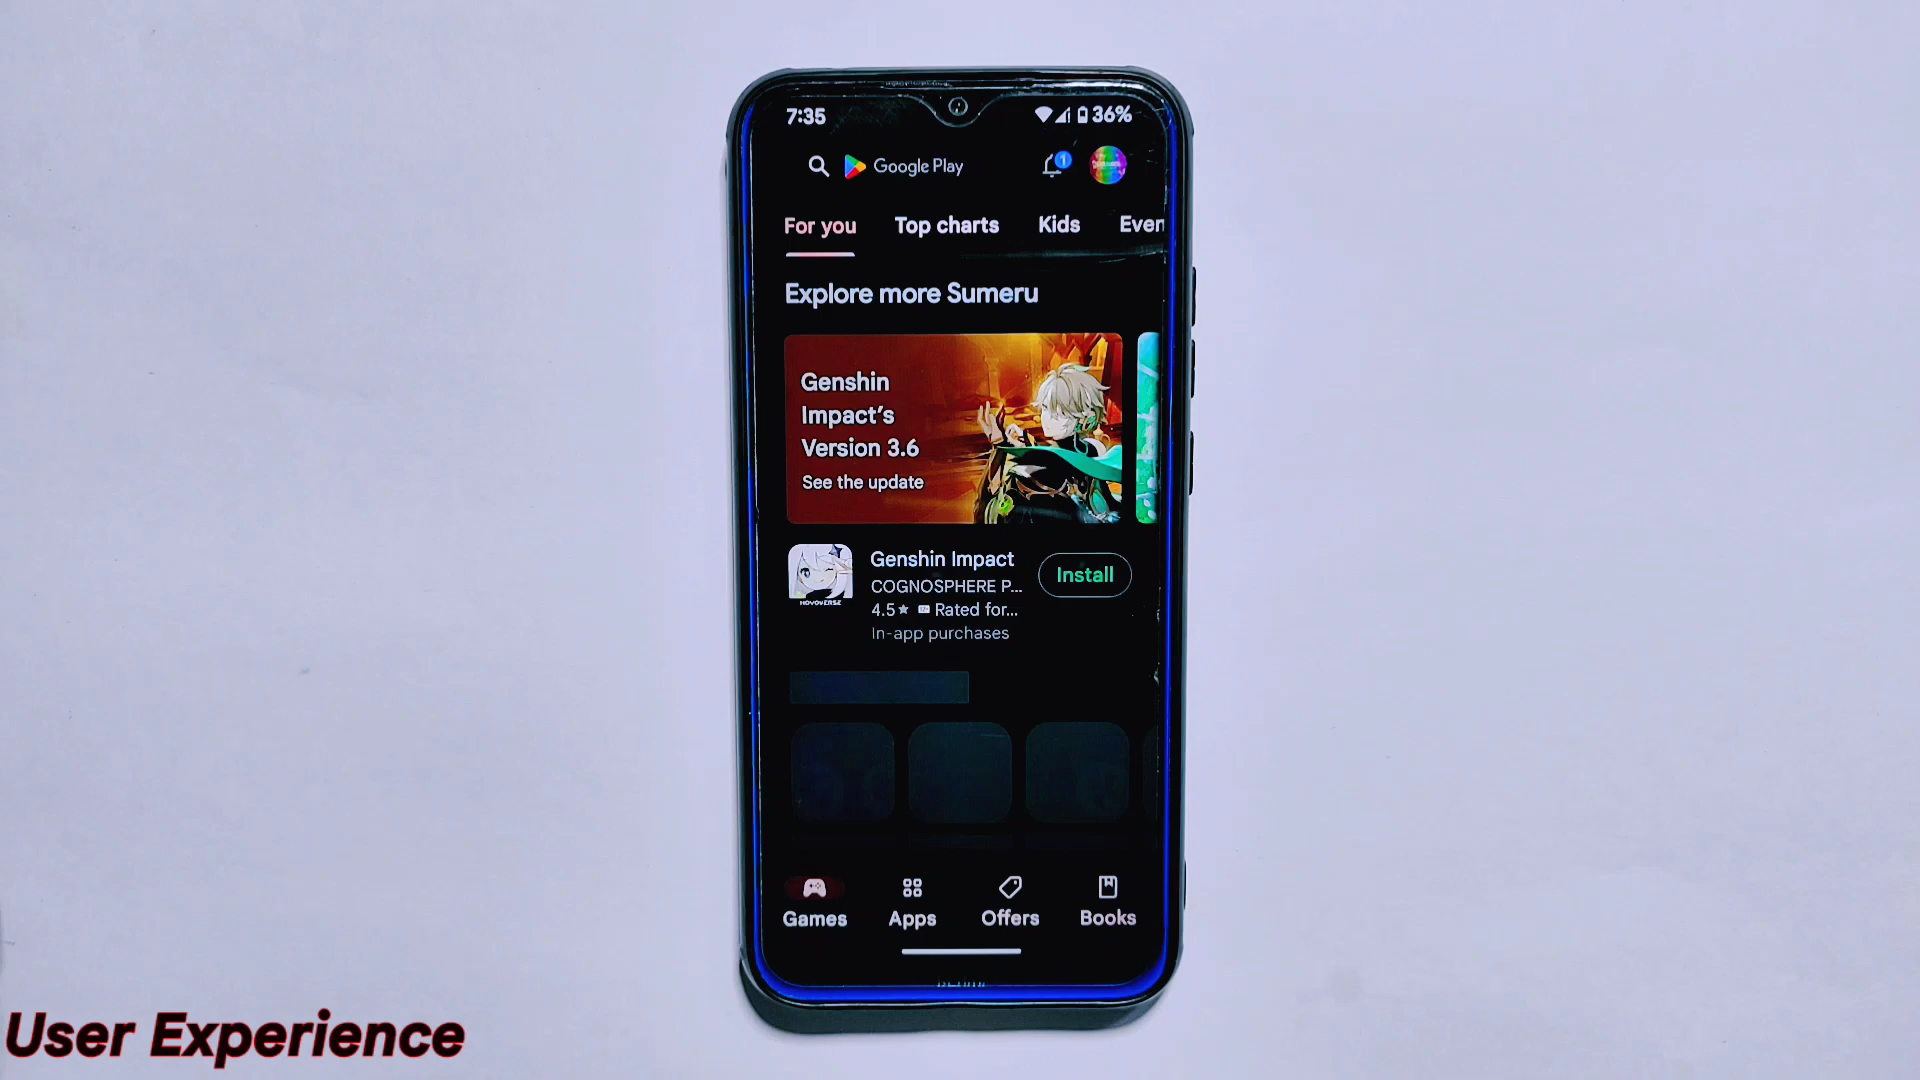 7:35
36%
Google Play
1
For you Top charts Kids Even
Explore more Sumeru
Genshin
Impact's
Version 3.6
See the update
Genshin Impact
COGNOSPHERE P...
4.5★ Rated for...
In-app purchases
Install
HOYOVERSE
Games Apps Offers Books
User Experience